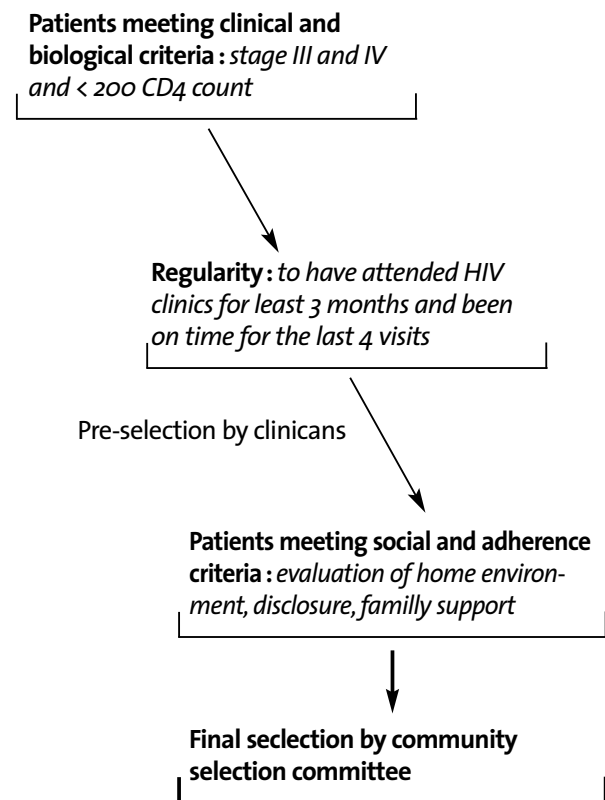 Patients meeting clinical and
biological criteria : stage III and IV
and < 200 CD4 count
Regularity : to have attended HIV
clinics for least 3 months and been
on time for the last 4 visits
Pre-selection by clinicans
Patients meeting social and adherence
criteria : evaluation of home environ-
ment, disclosure, familly support
Final seclection by community
selection committee